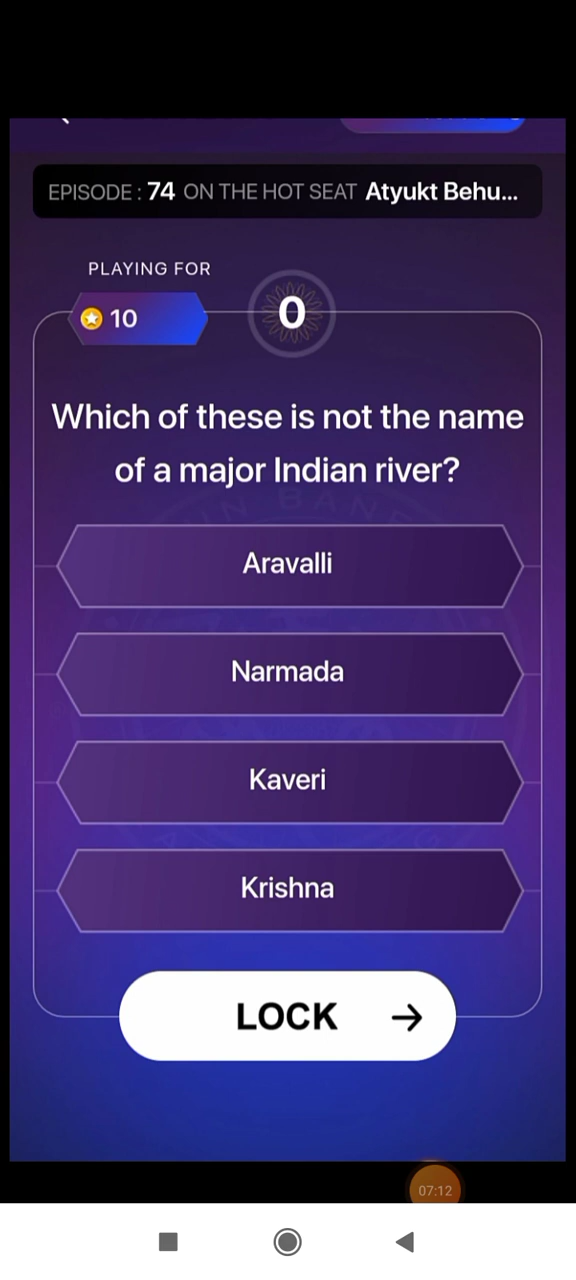 EPISODE : 74 ON THE HOT SEAT Atyukt Behu...
PLAYING FOR
10
0
Which of these is not the name
of a major Indian river?
Aravalli
Narmada
Kaveri
Krishna
LOCK
07:12